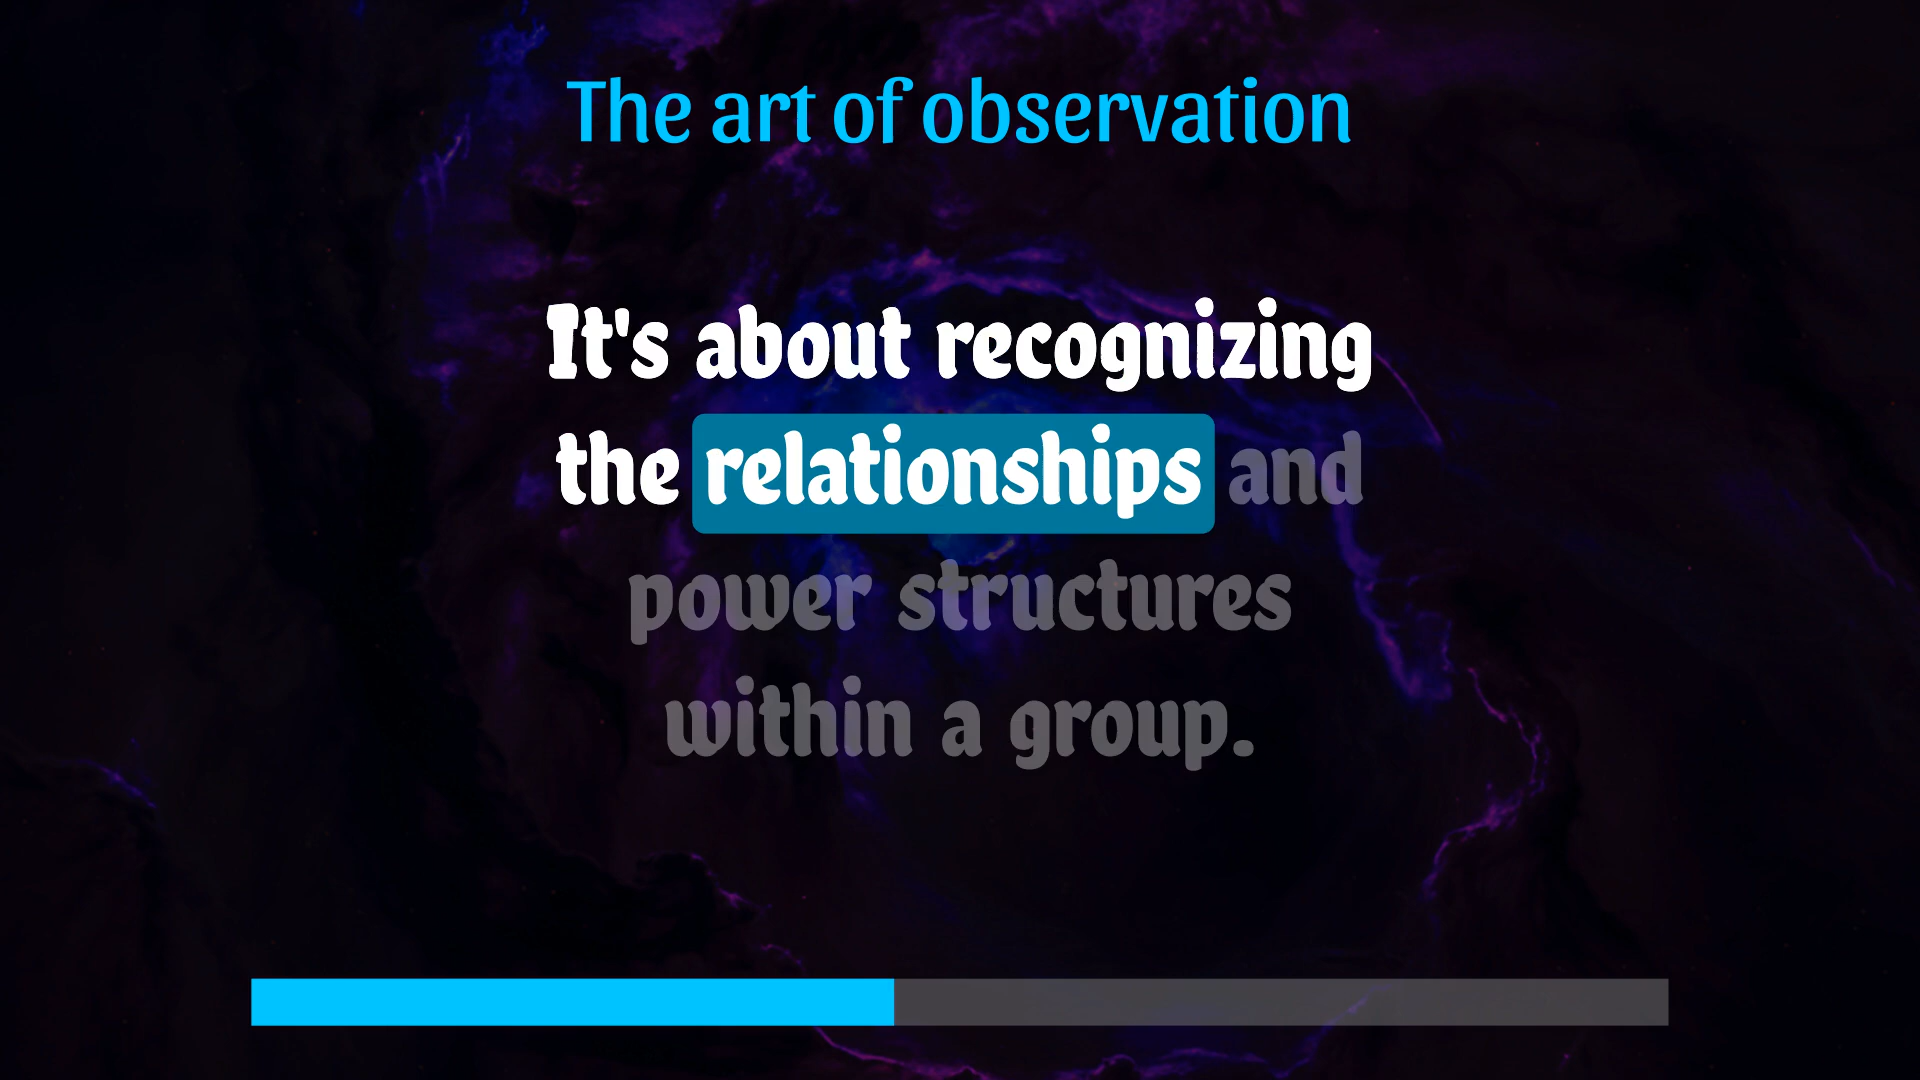 The art of observation
It's about recognizing
the relationships and
power structures
within a group.